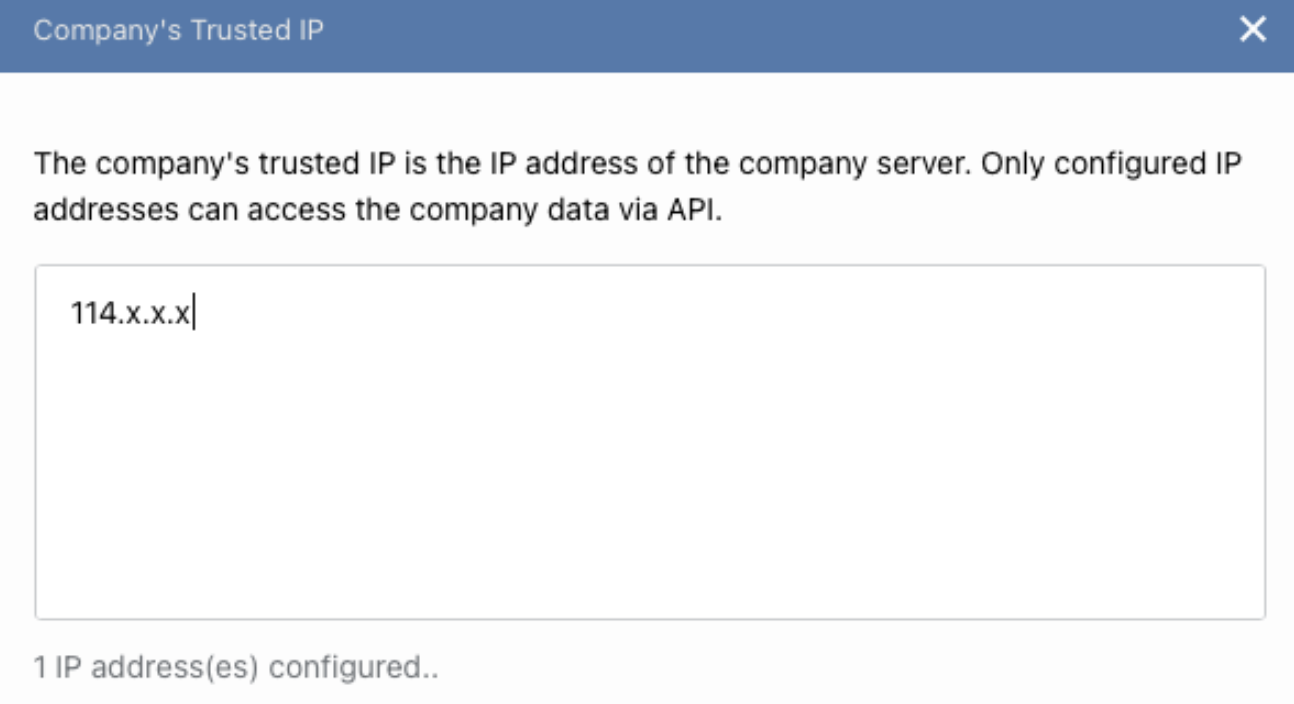 Company's Trusted IP
The company's trusted IP is the IP address of the company server. Only configured IP
addresses can access the company data via API.
114.x.x.x
1 IP address(es) configured..